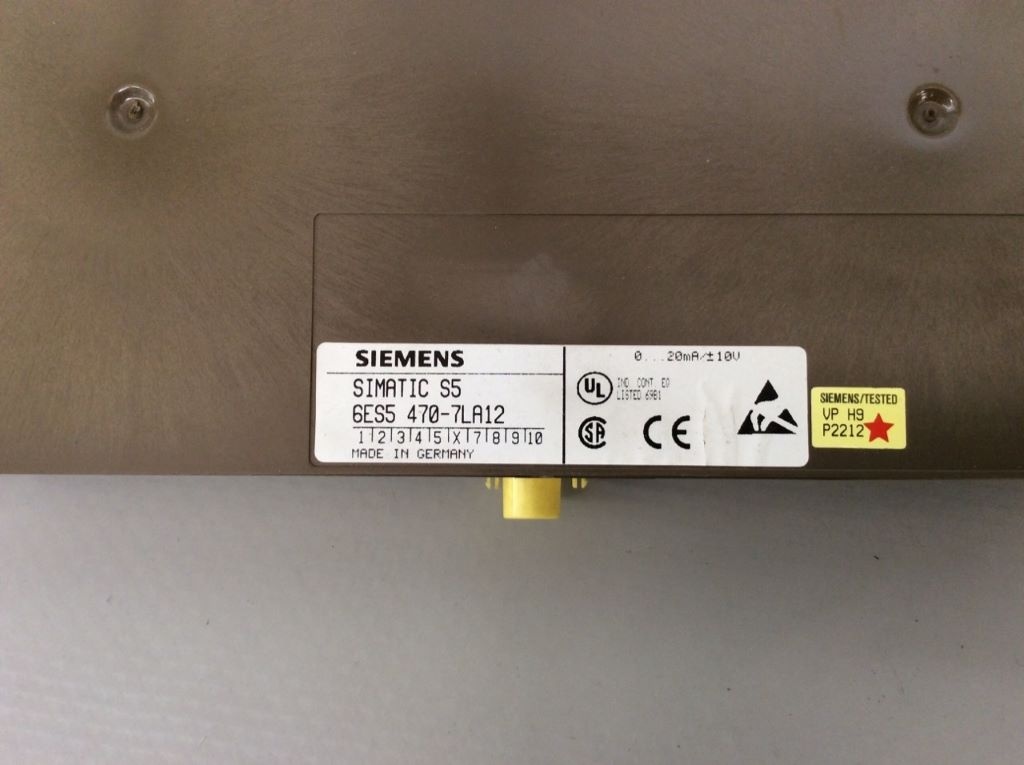 SIEMENS
SIMATIC S5
6ES5 470-7LA12
1|2|3|4|5|X|7|8|9|10
MADE IN GERMANY
0...20mA/±10V
UL
IND. CONT. EQ
LISTED 69B1
SA
CE
SIEMENS/TESTED
VP H9
P2212